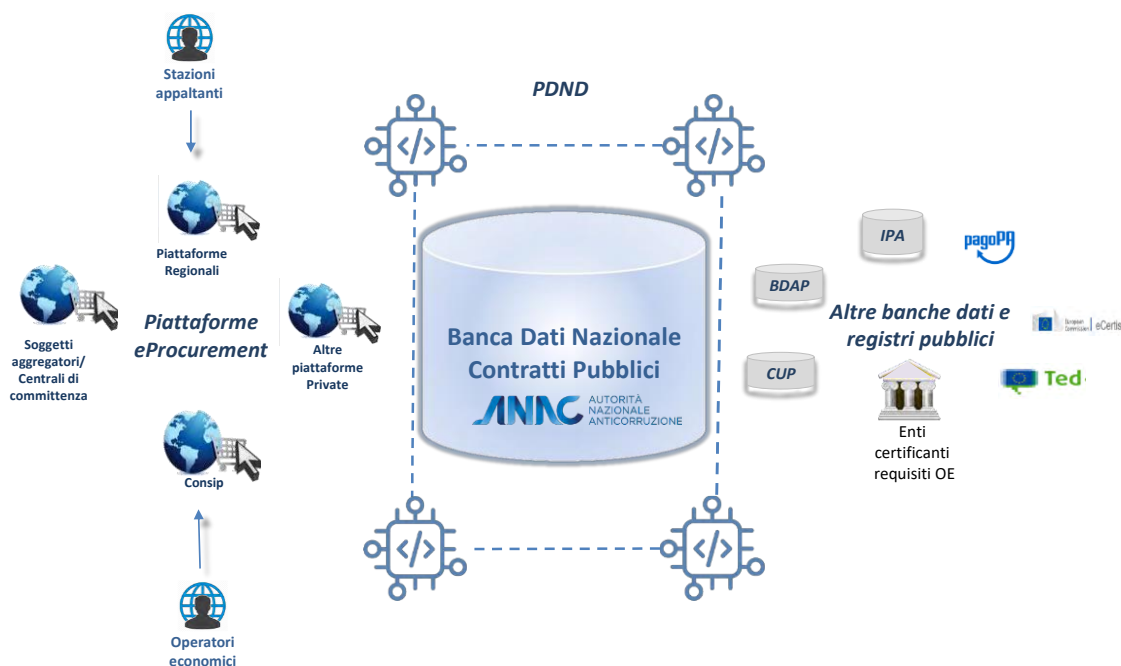 Stazioni
appaltanti
PDND
</>
</>
Piattaforme
Regionali
Soggetti
aggregatori/
Centrali di
committenza
Piattaforme
eProcurement
Altre
piattaforme
Private
Consip
Operatori
economici
Banca Dati Nazionale
Contratti Pubblici
ANAC
AUTORITÀ
NAZIONALE
ANTICORRUZIONE
</>
</>
IPA
pagoPA
BDAP
Altre banche dati e
registri pubblici
European
Commission
eCertis
CUP
Ted
Enti
certificanti
requisiti OE